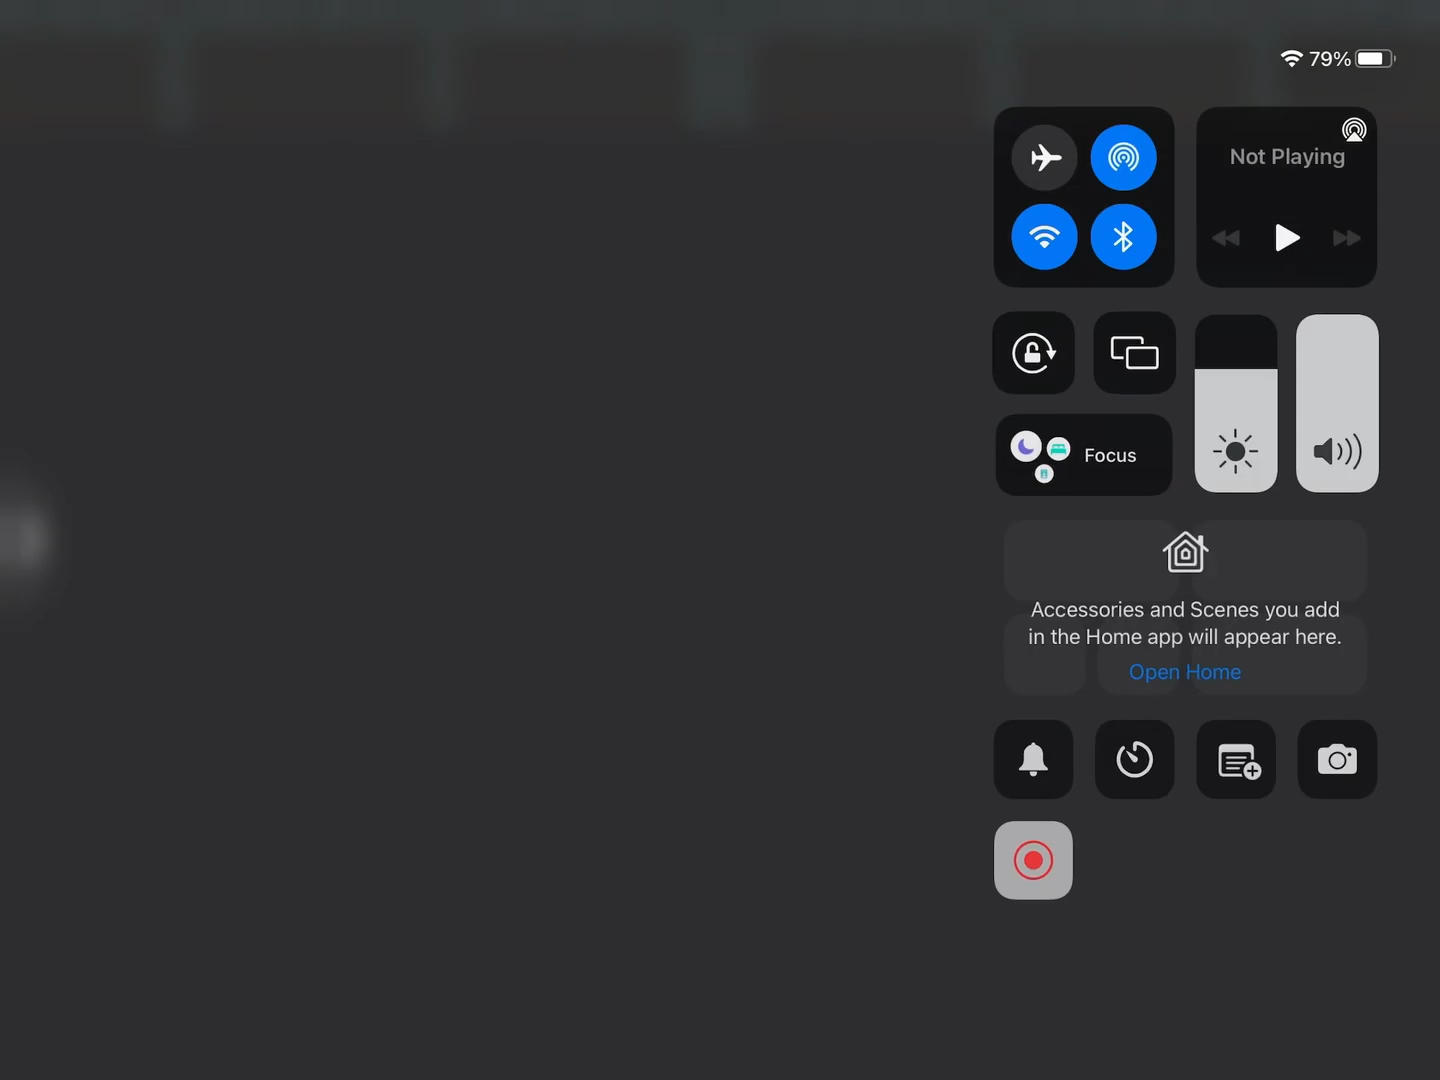 79%
Not Playing
Focus
Accessories and Scenes you add
in the Home app will appear here.
Open Home